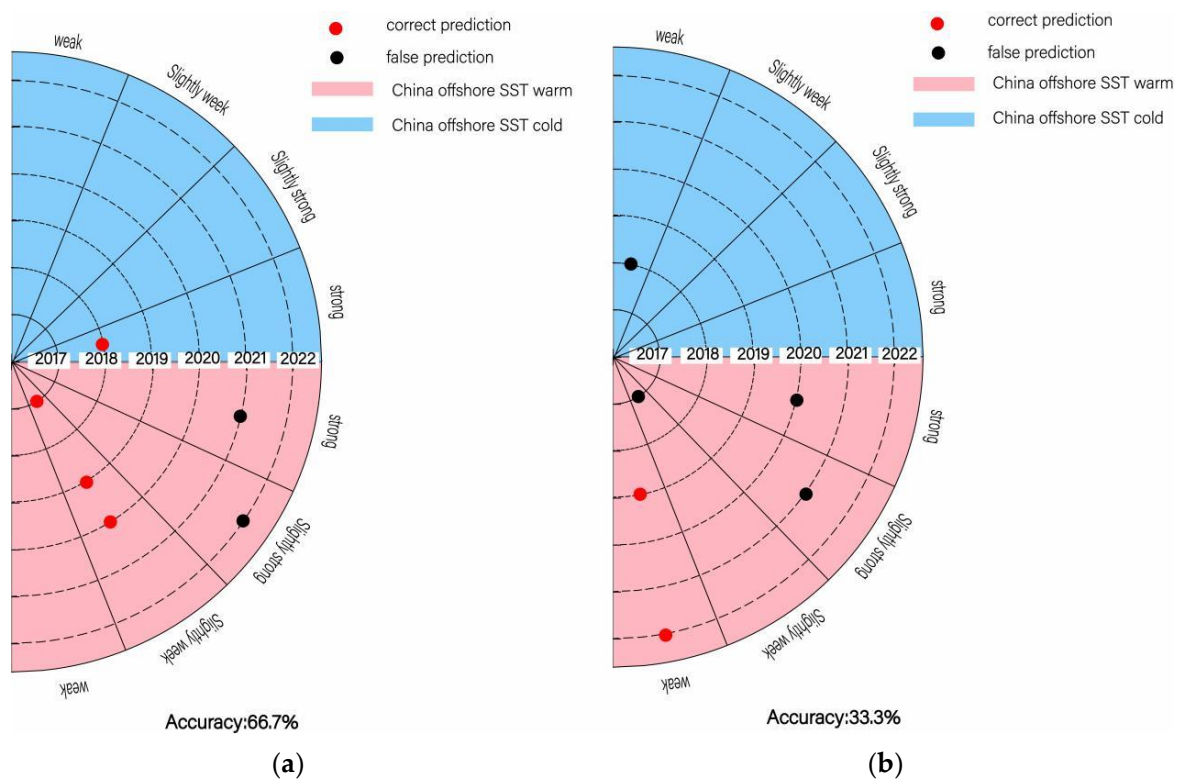 correct prediction
false prediction
China offshore SST warm
China offshore SST cold
weak
Slightly week
Slightly strong
strong
2017 2018 2019 2020 2021 2022
strong
Slightly strong
Slightly week
weak
Accuracy:66.7%
(a)
correct prediction
false prediction
China offshore SST warm
China offshore SST cold
weak
Slightly week
Slightly strong
strong
2017 2018 2019 2020 2021 2022
strong
Slightly strong
Slightly week
weak
Accuracy:33.3%
(b)